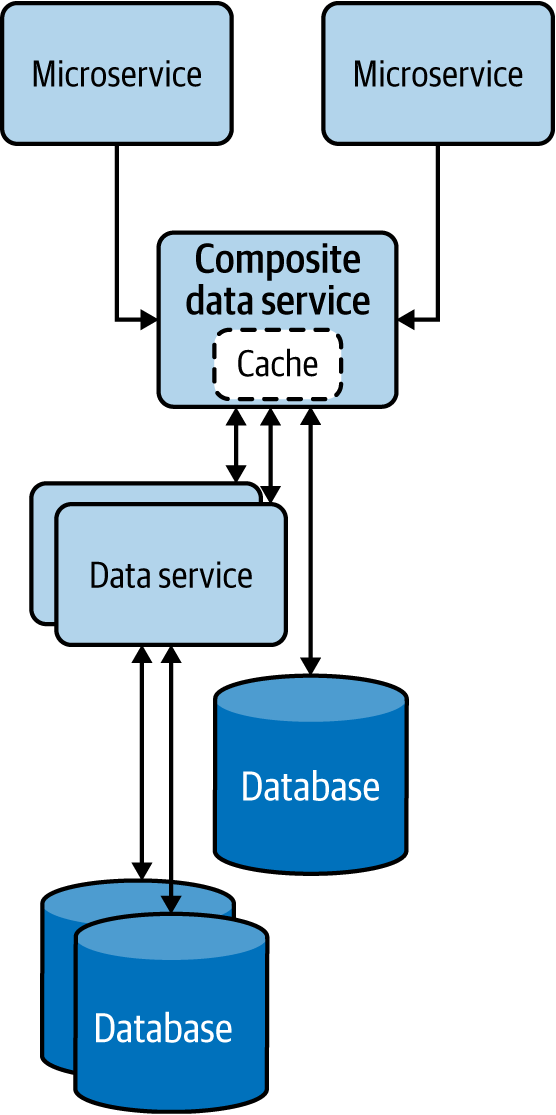 Microservice
Microservice
Composite
data service
Cache
Data service
Database
Database